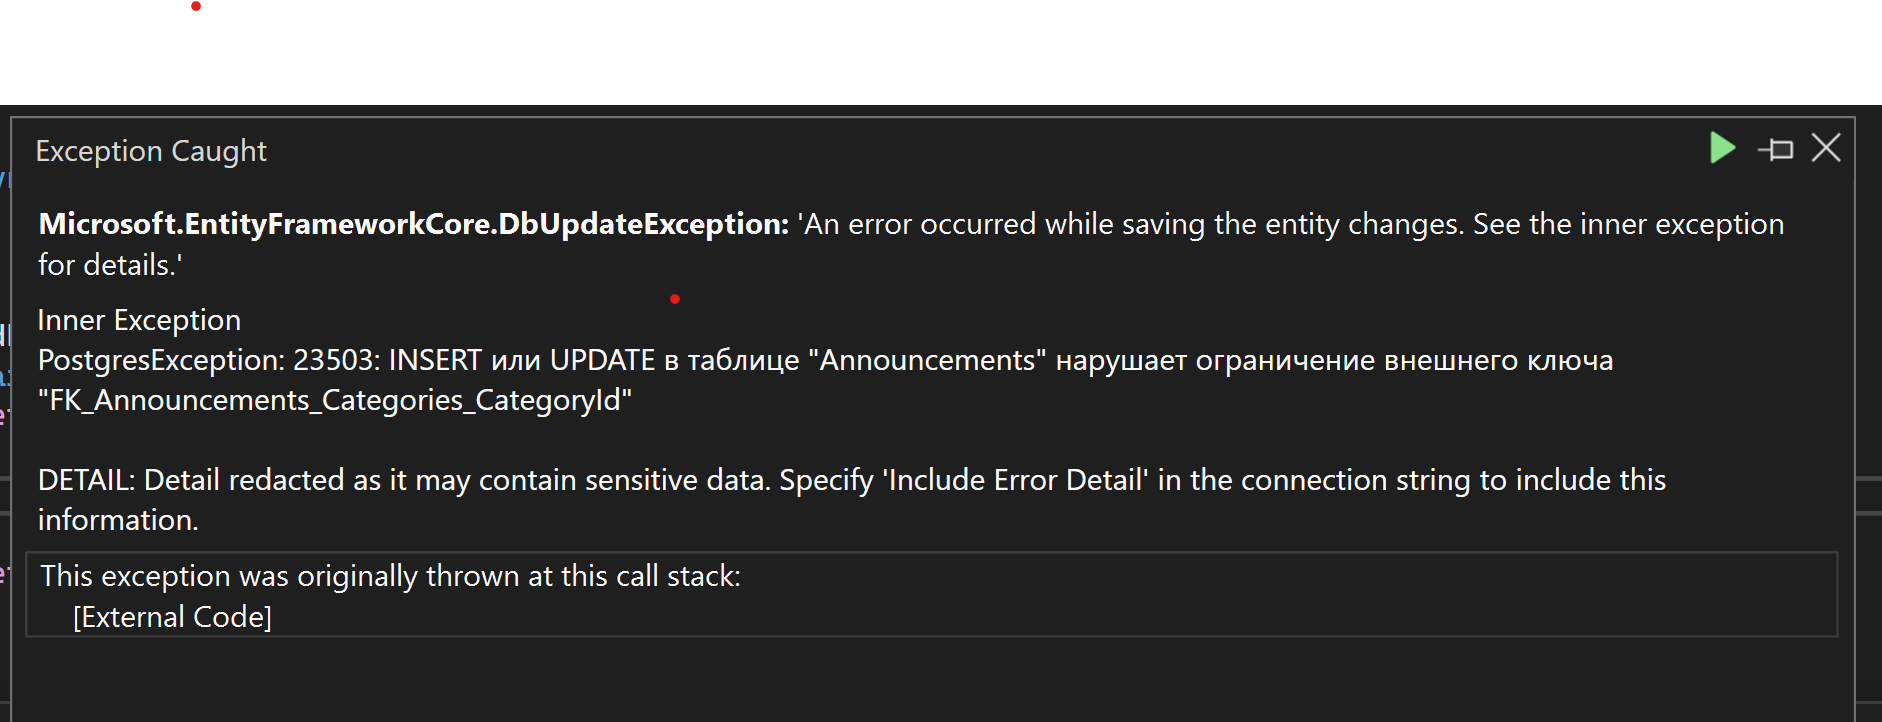 Exception Caught
Microsoft.EntityFrameworkCore.DbUpdateException: 'An error occurred while saving the entity changes. See the inner exception
for details.'
Inner Exception
PostgresException: 23503: INSERT или UPDATE в таблице "Announcements" нарушает ограничение внешнего ключа
"FK_Announcements_Categories_CategoryId"
DETAIL: Detail redacted as it may contain sensitive data. Specify 'Include Error Detail' in the connection string to include this
information.
This exception was originally thrown at this call stack:
[External Code]